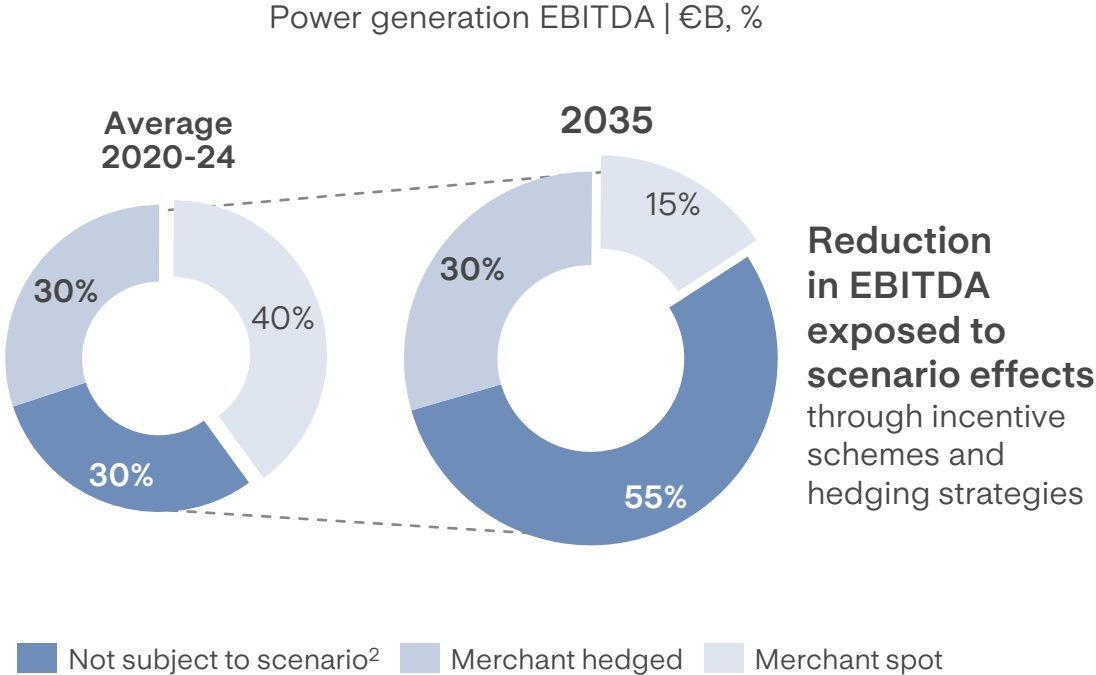 Power generation EBITDA | €B, %
Average
2020-24
2035
30%
40%
30%
30%
15%
55%
Reduction
in EBITDA
exposed to
scenario effects
through incentive
schemes and
hedging strategies
Not subject to scenario²
Merchant hedged
Merchant spot